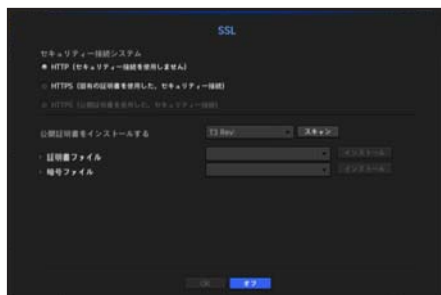 SSL
セキュリティー接続システム
HTTP (セキュリティー接続を使用しません)
HTTPS (固有の証明書を使用した、セキュリティー接続)
HTTPS (公開証明書を使用した、セキュリティー接続)
公開証明書をインストールする T3 Rev/ スキャン
証明書ファイル インストール
暗号ファイル インストール
OK オフ